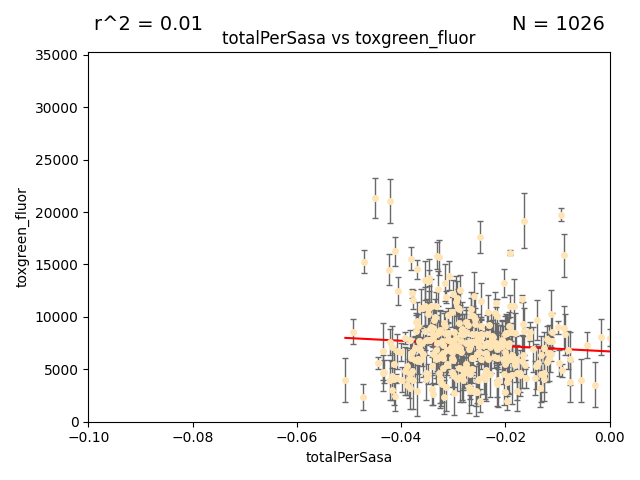 r^2 = 0.01
N = 1026
totalPerSasa vs toxgreen_fluor
35000
30000
25000
20000
15000
10000
5000
0
toxgreen_fluor
−0.10
−0.08
−0.06
−0.04
−0.02
0.00
totalPerSasa